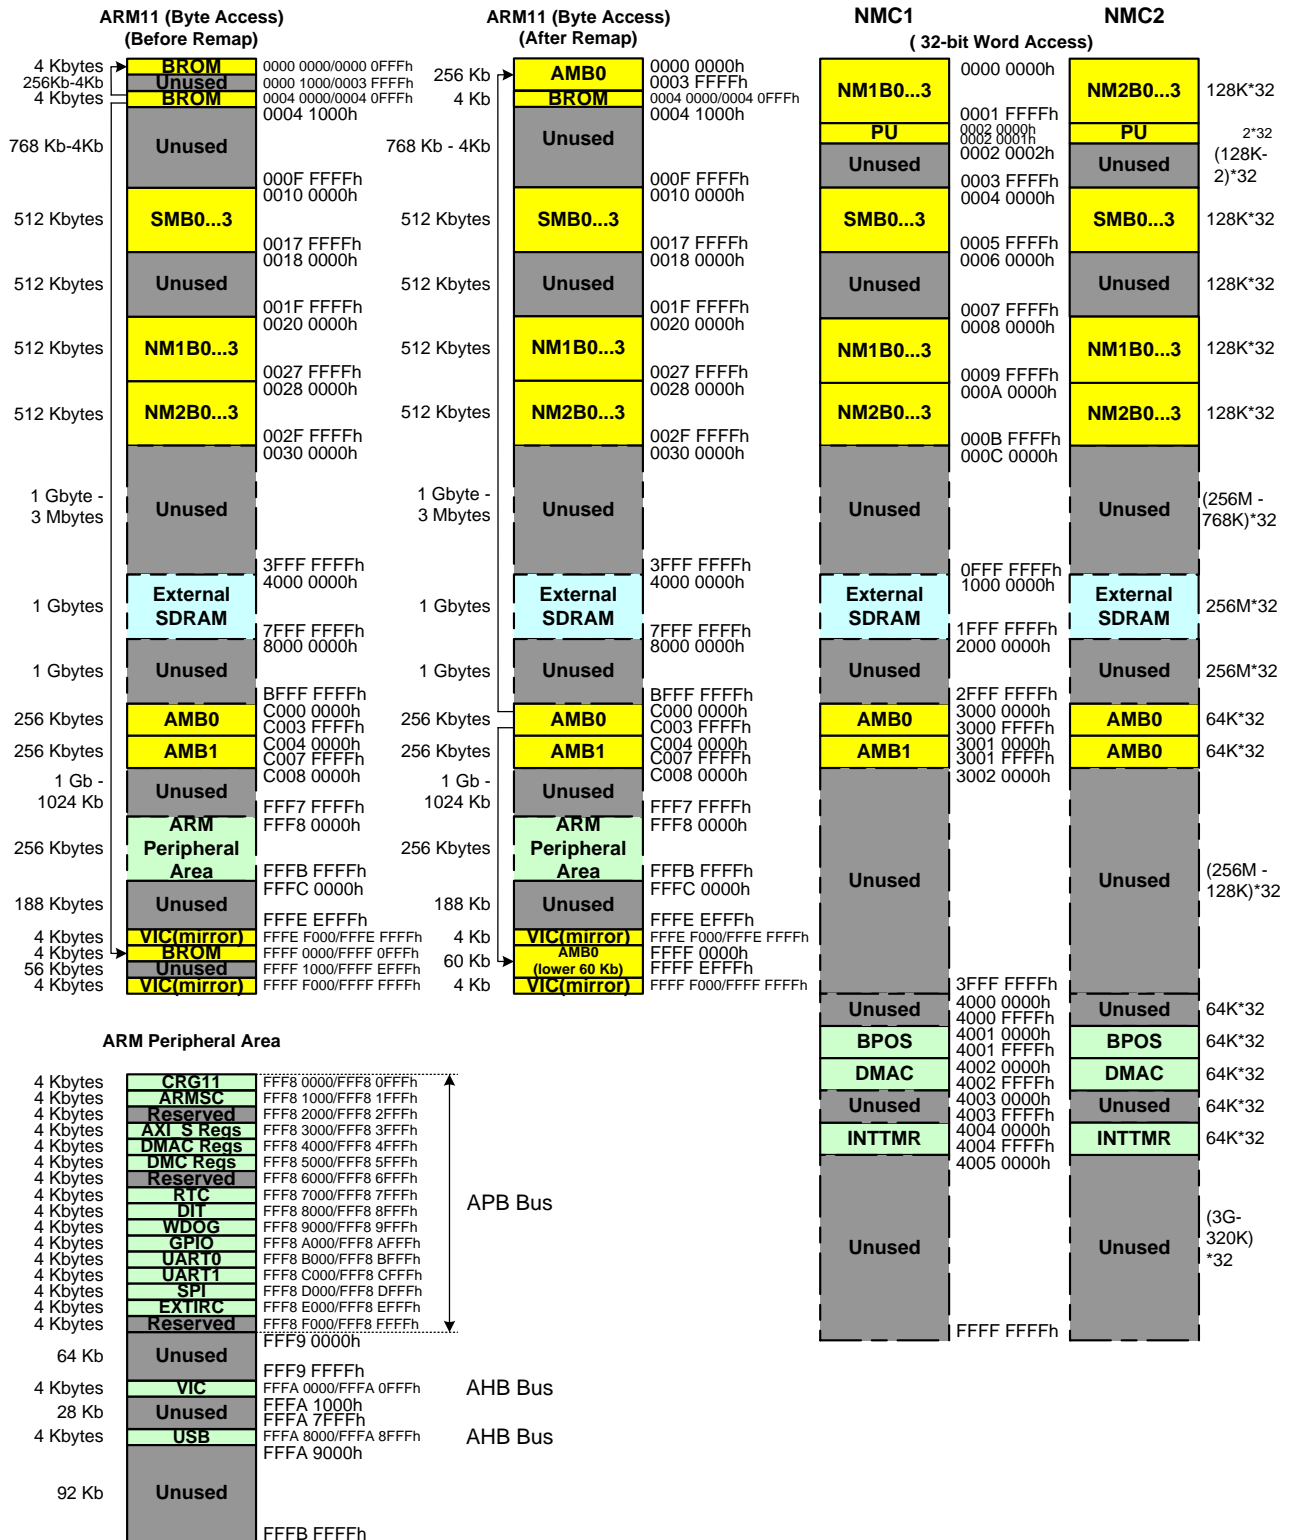 ARM11 (Byte Access)
(Before Remap)
4 Kbytes BROM 0000 0000/0000 0FFFh
256Kb-4Kb Unused 0000 1000/0003 FFFFh
4 Kbytes BROM 0004 0000/0004 0FFFh
0004 1000h
768 Kb-4Kb Unused
000F FFFFh
0010 0000h
512 Kbytes SMB0...3
0017 FFFFh
0018 0000h
512 Kbytes Unused
001F FFFFh
0020 0000h
512 Kbytes NM1B0...3
0027 FFFFh
0028 0000h
512 Kbytes NM2B0...3
002F FFFFh
0030 0000h
1 Gbyte -
3 Mbytes
Unused
3FFF FFFFh
4000 0000h
1 Gbytes
External
SDRAM
7FFF FFFFh
8000 0000h
1 Gbytes Unused
BFFF FFFFh
C000 0000h
256 Kbytes AMB0
C003 FFFFh
C004 0000h
256 Kbytes AMB1
C007 FFFFh
C008 0000h
1 Gb -
1024 Kb
Unused
FFF7 FFFFh
FFF8 0000h
256 Kbytes
ARM
Peripheral
Area
FFFB FFFFh
FFFC 0000h
188 Kbytes Unused
FFFE EFFFh
4 Kbytes VIC(mirror) FFFE F000/FFFE FFFFh
4 Kbytes BROM FFFF 0000/FFFF 0FFFh
56 Kbytes Unused FFFF 1000/FFFF EFFFh
4 Kbytes VIC(mirror) FFFF F000/FFFF FFFFh
ARM11 (Byte Access)
(After Remap)
256 Kb AMB0
0000 0000h
0003 FFFFh
4 Kb BROM 0004 0000/0004 0FFFh
0004 1000h
768 Kb - 4Kb Unused
000F FFFFh
0010 0000h
512 Kbytes SMB0...3
0017 FFFFh
0018 0000h
512 Kbytes Unused
001F FFFFh
0020 0000h
512 Kbytes NM1B0...3
0027 FFFFh
0028 0000h
512 Kbytes NM2B0...3
002F FFFFh
0030 0000h
1 Gbyte -
3 Mbytes
Unused
3FFF FFFFh
4000 0000h
1 Gbytes
External
SDRAM
7FFF FFFFh
8000 0000h
1 Gbytes Unused
BFFF FFFFh
C000 0000h
256 Kbytes AMB0
C003 FFFFh
C004 0000h
256 Kbytes AMB1
C007 FFFFh
C008 0000h
1 Gb -
1024 Kb
Unused
FFF7 FFFFh
FFF8 0000h
256 Kbytes
ARM
Peripheral
Area
FFFB FFFFh
FFFC 0000h
188 Kb Unused
FFFE EFFFh
4 Kb VIC(mirror) FFFE F000/FFFE FFFFh
60 Kb
AMB0
(lower 60 Kb)
FFFF 0000h
FFFF EFFFh
4 Kb VIC(mirror) FFFF F000/FFFF FFFFh
NMC1 NMC2
( 32-bit Word Access)
0000 0000h
NM1B0...3 NM2B0...3 128K*32
0001 FFFFh
PU 0002 0000h PU 2*32
0002 0001h
0002 0002h
Unused Unused
(128K-
2)*32
0003 FFFFh
0004 0000h
SMB0...3 SMB0...3 128K*32
0005 FFFFh
0006 0000h
Unused Unused 128K*32
0007 FFFFh
0008 0000h
NM1B0...3 NM1B0...3 128K*32
0009 FFFFh
000A 0000h
NM2B0...3 NM2B0...3 128K*32
000B FFFFh
000C 0000h
Unused Unused
(256M -
768K)*32
0FFF FFFFh
1000 0000h
External External
SDRAM SDRAM
256M*32
1FFF FFFFh
2000 0000h
Unused Unused 256M*32
2FFF FFFFh
3000 0000h
AMB0 AMB0 64K*32
3000 FFFFh
3001 0000h
AMB1 AMB0 64K*32
3001 FFFFh
3002 0000h
Unused Unused
(256M -
128K)*32
3FFF FFFFh
4000 0000h
Unused Unused 64K*32
4000 FFFFh
4001 0000h
BPOS BPOS 64K*32
4001 FFFFh
4002 0000h
DMAC DMAC 64K*32
4002 FFFFh
4003 0000h
Unused Unused 64K*32
4003 FFFFh
4004 0000h
INTTMR INTTMR 64K*32
4004 FFFFh
4005 0000h
Unused Unused
(3G-
320K)
*32
FFFF FFFFh
ARM Peripheral Area
4 Kbytes CRG11 FFF8 0000/FFF8 0FFFh
4 Kbytes ARMSC FFF8 1000/FFF8 1FFFh
4 Kbytes Reserved FFF8 2000/FFF8 2FFFh
4 Kbytes AXI_S Regs FFF8 3000/FFF8 3FFFh
4 Kbytes DMAC Regs FFF8 4000/FFF8 4FFFh
4 Kbytes DMC Regs FFF8 5000/FFF8 5FFFh
4 Kbytes Reserved FFF8 6000/FFF8 6FFFh
4 Kbytes RTC FFF8 7000/FFF8 7FFFh
4 Kbytes DIT FFF8 8000/FFF8 8FFFh
4 Kbytes WDOG FFF8 9000/FFF8 9FFFh
4 Kbytes GPIO FFF8 A000/FFF8 AFFFh
4 Kbytes UART0 FFF8 B000/FFF8 BFFFh
4 Kbytes UART1 FFF8 C000/FFF8 CFFFh
4 Kbytes SPI FFF8 D000/FFF8 DFFFh
4 Kbytes EXTIRC FFF8 E000/FFF8 EFFFh
4 Kbytes Reserved FFF8 F000/FFF8 FFFFh
APB Bus
FFF9 0000h
64 Kb Unused
FFF9 FFFFh
4 Kbytes VIC FFFA 0000/FFFA 0FFFh AHB Bus
FFFA 1000h
28 Kb Unused
FFFA 7FFFh
4 Kbytes USB FFFA 8000/FFFA 8FFFh AHB Bus
FFFA 9000h
92 Kb Unused
FFFB FFFFh